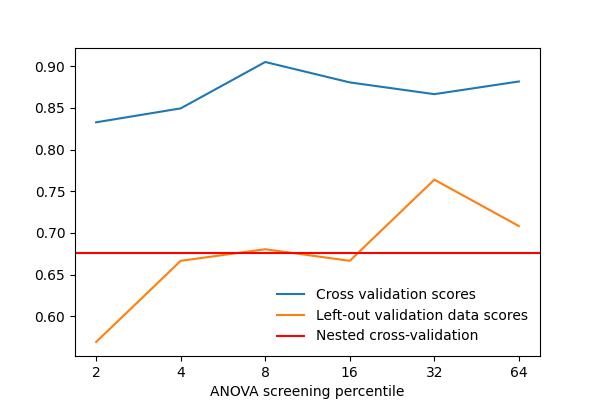 0.90
0.85
0.80
0.75
0.70
0.65
0.60
Cross validation scores
Left-out validation data scores
Nested cross-validation
2 4 8 16 32 64
ANOVA screening percentile